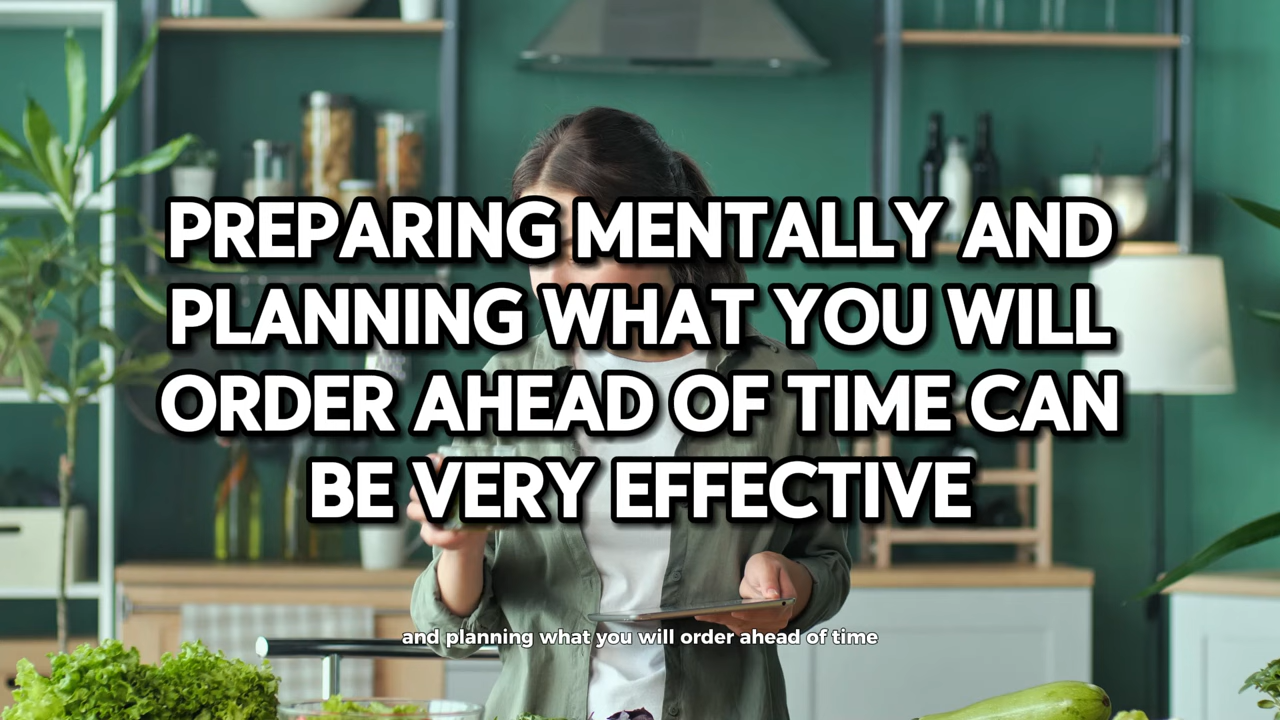 PREPARING MENTALLY AND
PLANNING WHAT YOU WILL
ORDER AHEAD OF TIME CAN
BE VERY EFFECTIVE
and planning what you will order ahead of time